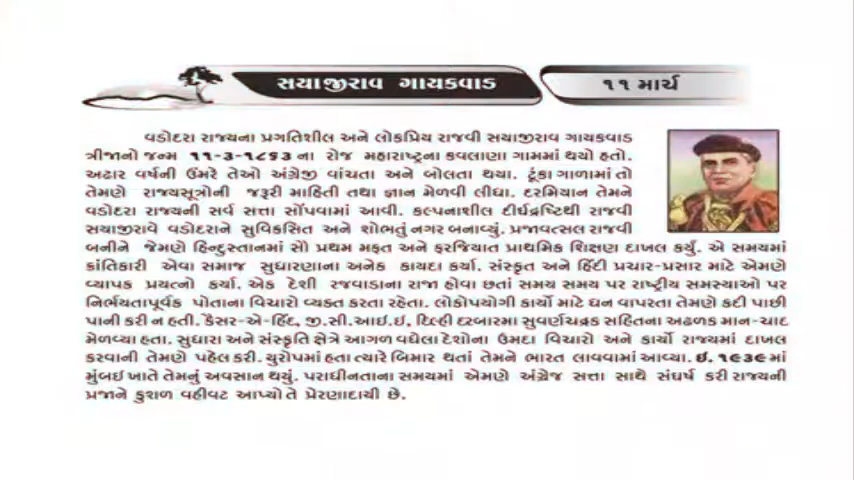 સયાજીરાવ ગાયકવાડ
૧૧ માર્ચ
વડોદરા રાજ્યના પ્રગતિશીલ અને લોકપ્રિય રાજવી સયાજીરાવ ગાયકવાડ
ત્રીજાનો જન્મ ૧૧-૩-૧૮૬૩ ના રોજ મહારાષ્ટ્રના કવલાણા ગામમાં થયો હતો.
અઢાર વર્ષની ઉંમરે તેઓ અંગ્રેજી વાંચતા અને બોલતા થયા. ટૂંકા ગાળામાં તો
તેમણે રાજ્યસૂત્રોની જરૂરી માહિતી તથા જ્ઞાન મેળવી લીધા. દરમિયાન તેમને
વડોદરા રાજ્યની સર્વ સત્તા સોંપવામાં આવી. કલ્પનાશીલ દીર્ઘદ્રષ્ટિથી રાજવી
સયાજીરાવે વડોદરાને સુવિકસિત અને શોભતું નગર બનાવ્યું. પ્રજાવત્સલ રાજવી
બનીને જેમણે હિન્દુસ્તાનમાં સૌ પ્રથમ મફત અને ફરજિયાત પ્રાથમિક શિક્ષણ દાખલ કર્યું. એ સમયમાં
ક્રાંતિકારી એવા સમાજ સુધારણાના અનેક કાયદા કર્યા. સંસ્કૃત અને હિંદી પ્રચાર-પ્રસાર માટે એમણે
વ્યાપક પ્રયત્નો કર્યા. એક દેશી રજવાડાના રાજા હોવા છતાં સમય સમય પર રાષ્ટ્રીય સમસ્યાઓ પર
નિર્ભયતાપૂર્વક પોતાના વિચારો વ્યક્ત કરતા રહેતા. લોકોપયોગી કાર્યો માટે ધન વાપરતા તેમણે કદી પાછી
પાની કરી ન હતી. કૈસર-એ-હિંદ, જી.સી.આઈ.ઇ, દિલ્હી દરબારમા સુવર્ણચંદ્રક સહિતના અઢળક માન-ચાદ
મેળવ્યા હતા. સુધારા અને સંસ્કૃતિ ક્ષેત્રે આગળ વધેલા દેશોના ઉમદા વિચારો અને કાર્યો રાજ્યમાં દાખલ
કરવાની તેમણે પહેલ કરી. યુરોપમાં હતા ત્યારે બિમાર થતાં તેમને ભારત લાવવામાં આવ્યા. ઇ. ૧૯૩૯ માં
મુંબઇ ખાતે તેમનું અવસાન થયું. પરાધીનતાના સમયમાં એમણે અંગ્રેજ સત્તા સાથે સંઘર્ષ કરી રાજ્યની
પ્રજાને કુશળ વહીવટ આપ્યો તે પ્રેરણાદાયી છે.